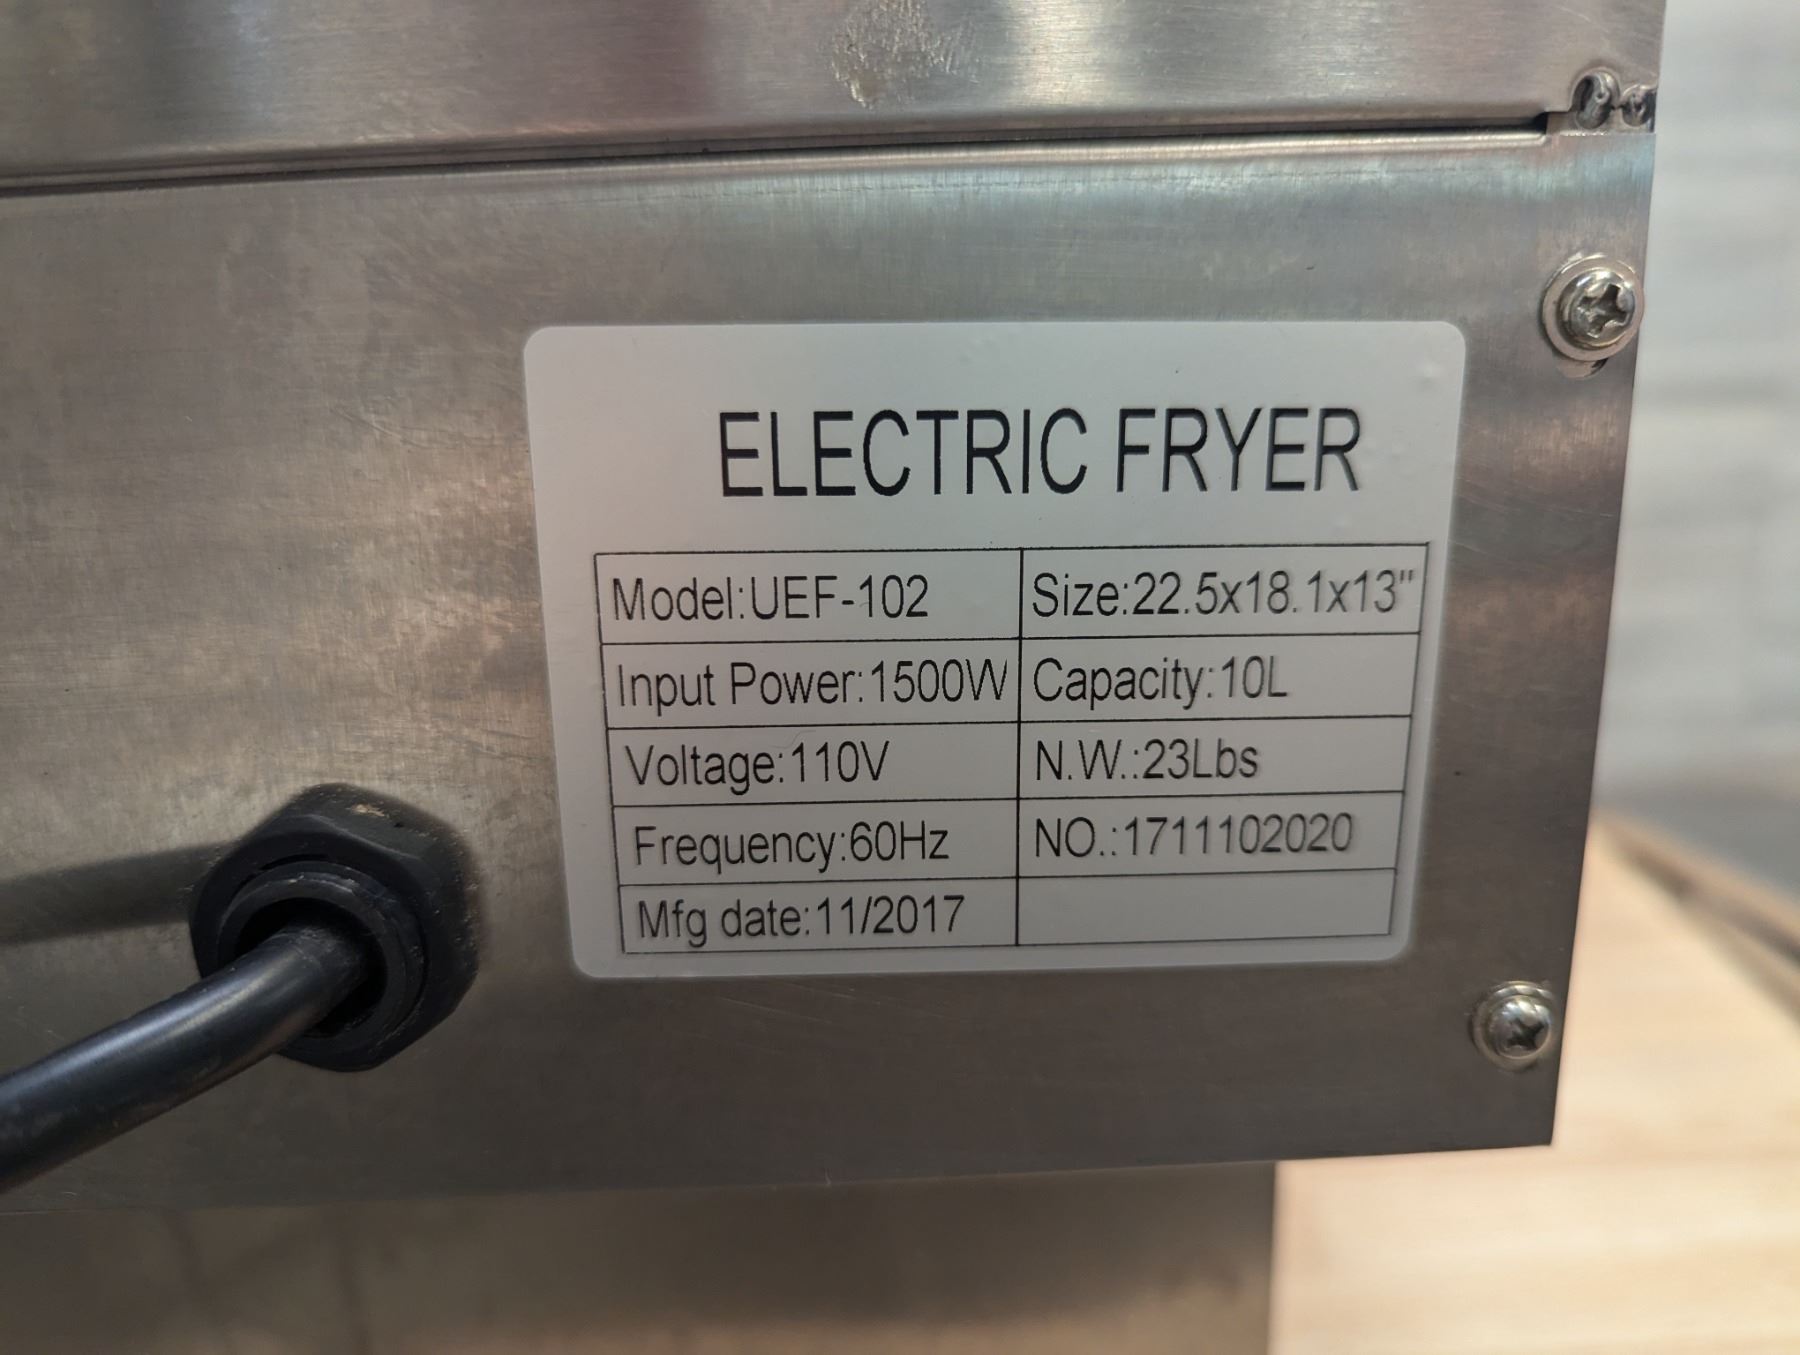 ELECTRIC FRYER
Model:UEF-102 Size:22.5x18.1x13"
Input Power:1500W Capacity:10L
Voltage:110V N.W.:23Lbs
Frequency:60Hz NO.:1711102020
Mfg date:11/2017